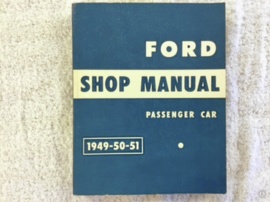 FORD
SHOP MANUAL
PASSENGER CAR
1949-50-51